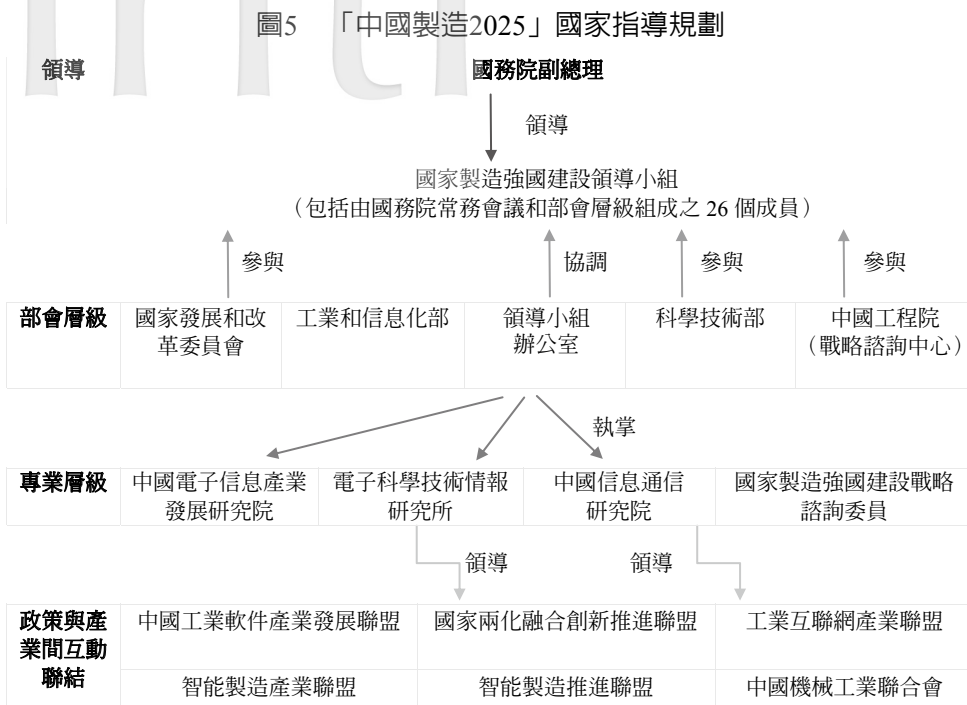 圖5 「中國製造2025」國家指導規劃
領導
國務院副總理
領導
國家製造強國建設領導小組
（包括由國務院常務會議和部會層級組成之 26 個成員）
參與
協調
參與
參與
部會層級
國家發展和改
革委員會
工業和信息化部
領導小組
辦公室
科學技術部
中國工程院
（戰略諮詢中心）
執掌
專業層級
中國電子信息產業
發展研究院
電子科學技術情報
研究所
中國信息通信
研究院
國家製造強國建設戰略
諮詢委員
領導
領導
政策與產
業間互動
聯結
中國工業軟件產業發展聯盟
國家兩化融合創新推進聯盟
工業互聯網產業聯盟
智能製造產業聯盟
智能製造推進聯盟
中國機械工業聯合會